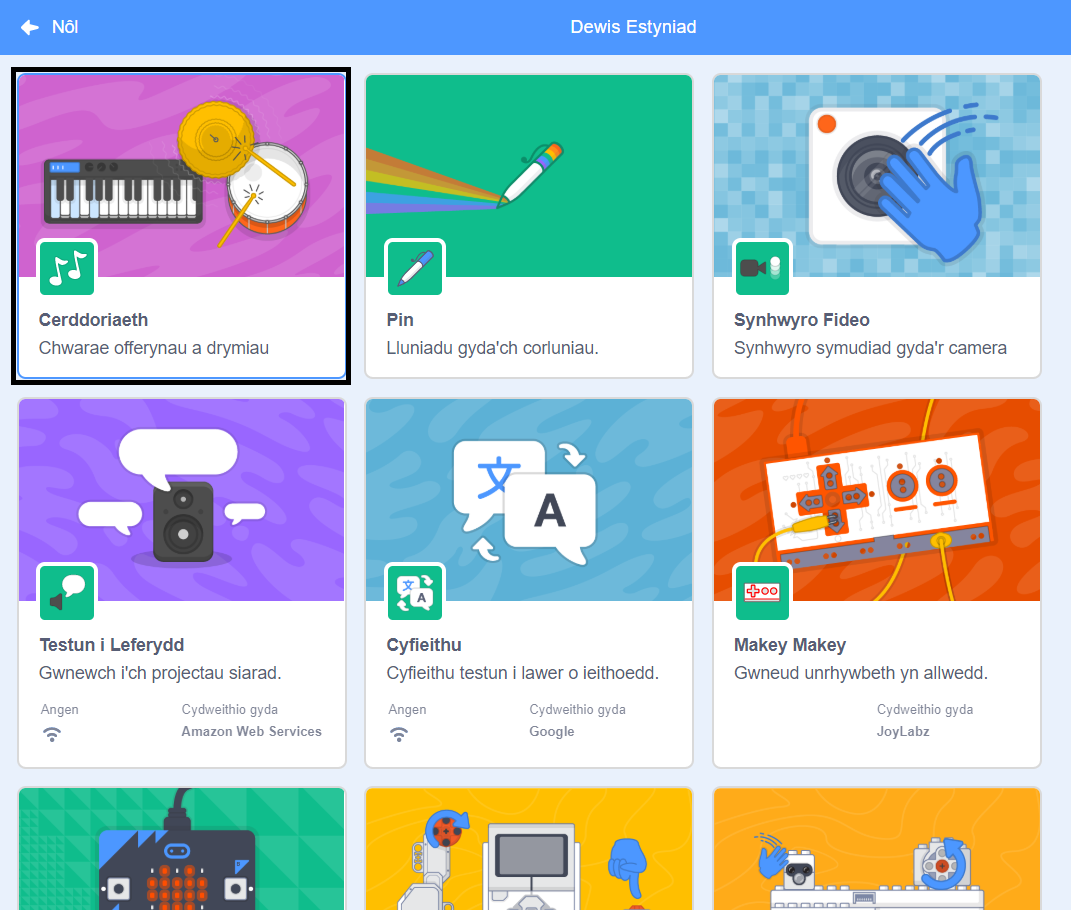 Nôl
Dewis Estyniad
Cerddoriaeth
Chwarae offerynau a drymiau
Pin
Lluniadu gyda'ch corluniau.
Synhwyro Fideo
Synhwyro symudiad gyda'r camera
文
A
文
A
Testun i Leferydd
Gwnewch i'ch projectau siarad.
Angen
Cydweithio gyda
Amazon Web Services
Cyfieithu
Cyfieithu testun i lawer o ieithoedd.
Angen
Cydweithio gyda
Google
Makey Makey
Gwneud unrhywbeth yn allwedd.
Cydweithio gyda
JoyLabz